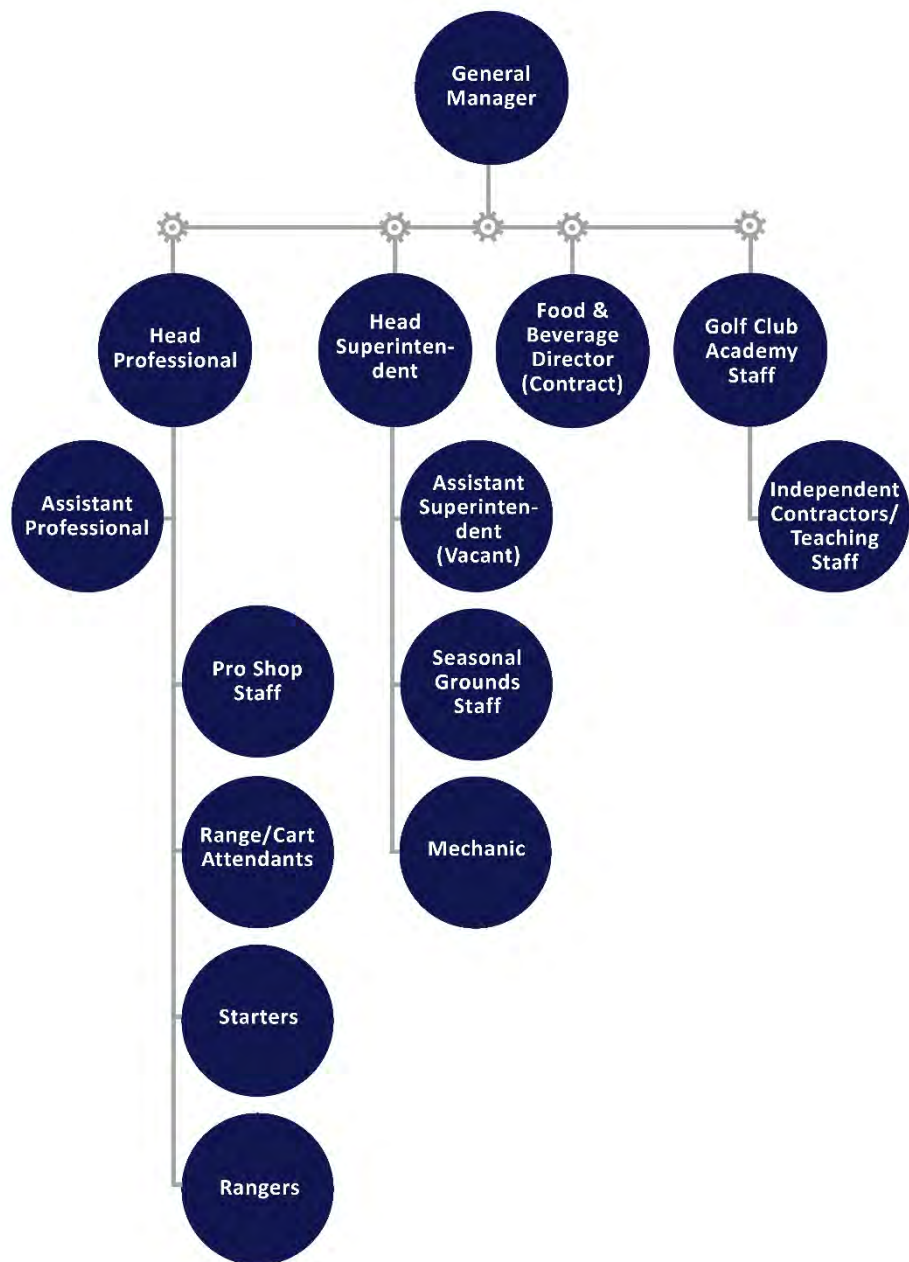 General
Manager
Head
Professional
Head
Superinten-
dent
Food &
Beverage
Director
(Contract)
Golf Club
Academy
Staff
Assistant
Professional
Assistant
Superinten-
dent
(Vacant)
Independent
Contractors/
Teaching
Staff
Pro Shop
Staff
Seasonal
Grounds
Staff
Range/Cart
Attendants
Mechanic
Starters
Rangers